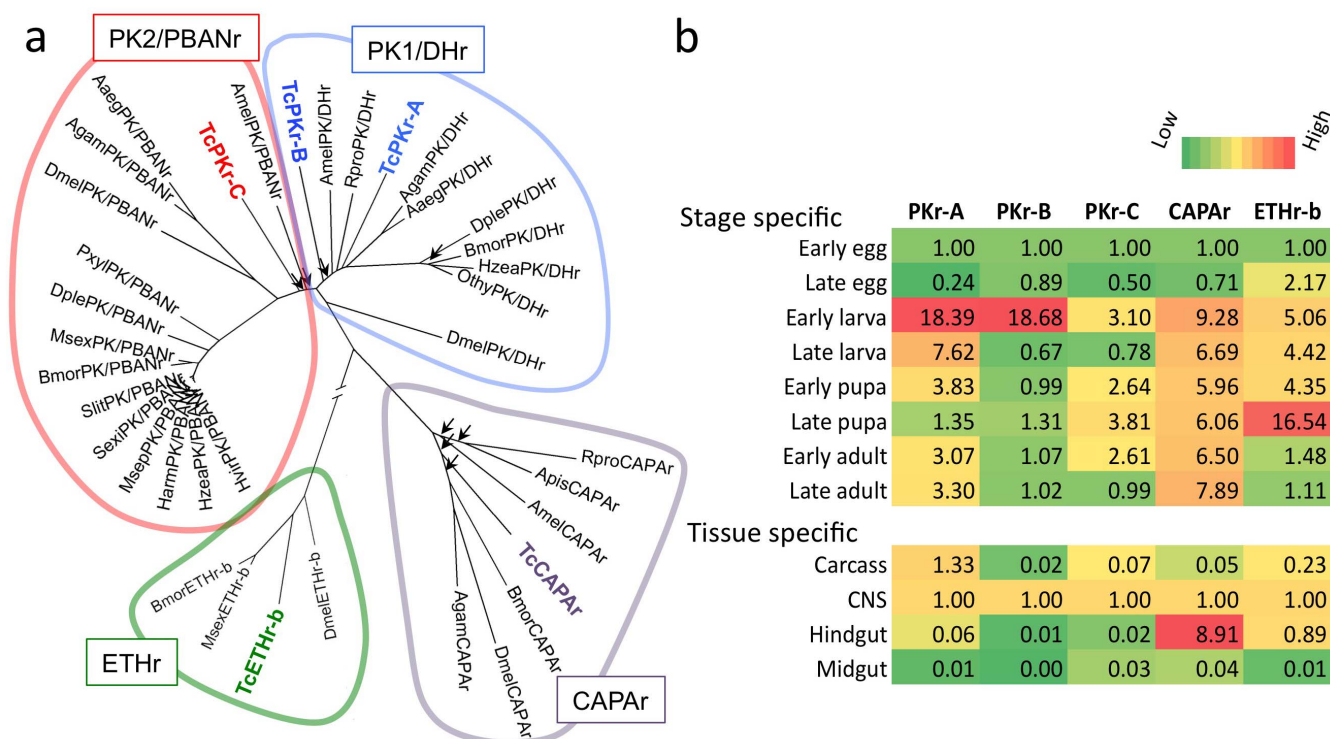 a
PK2/PBANr
PK1/DHr
AaegPK/PBANr
AgamPK/PBANr
DmelPK/PBANr
TcPKr-C
AmelPK/PBANr
TcPKr-B
AmelPK/DHr
RproPK/DHr
TcPKr-A
AgamPK/DHr
AaegPK/DHr
DplePK/DHr
BmorPK/DHr
HzeaPK/DHr
OthyPK/DHr
DmelPK/DHr
PxylPK/PBANr
DplePK/PBANr
MsexPK/PBANr
BmorPK/PBANr
SlitPK/PBANr
SexiPK/PBANr
MsepPK/PBANr
HarmPK/PBANr
HzeaPK/PBANr
HvirPK/PBANr
RproCAPAr
ApisCAPAr
AmelCAPAr
TcCAPAr
BmorCAPAr
DmelCAPAr
AgamCAPAr
CAPAr
BmorETHr-b
MsexETHr-b
TcETHr-b
DmelETHr-b
ETHr
b
Low High
Stage specific PKr-A PKr-B PKr-C CAPAr ETHr-b
Early egg 1.00 1.00 1.00 1.00 1.00
Late egg 0.24 0.89 0.50 0.71 2.17
Early larva 18.39 18.68 3.10 9.28 5.06
Late larva 7.62 0.67 0.78 6.69 4.42
Early pupa 3.83 0.99 2.64 5.96 4.35
Late pupa 1.35 1.31 3.81 6.06 16.54
Early adult 3.07 1.07 2.61 6.50 1.48
Late adult 3.30 1.02 0.99 7.89 1.11
Tissue specific
Carcass 1.33 0.02 0.07 0.05 0.23
CNS 1.00 1.00 1.00 1.00 1.00
Hindgut 0.06 0.01 0.02 8.91 0.89
Midgut 0.01 0.00 0.03 0.04 0.01